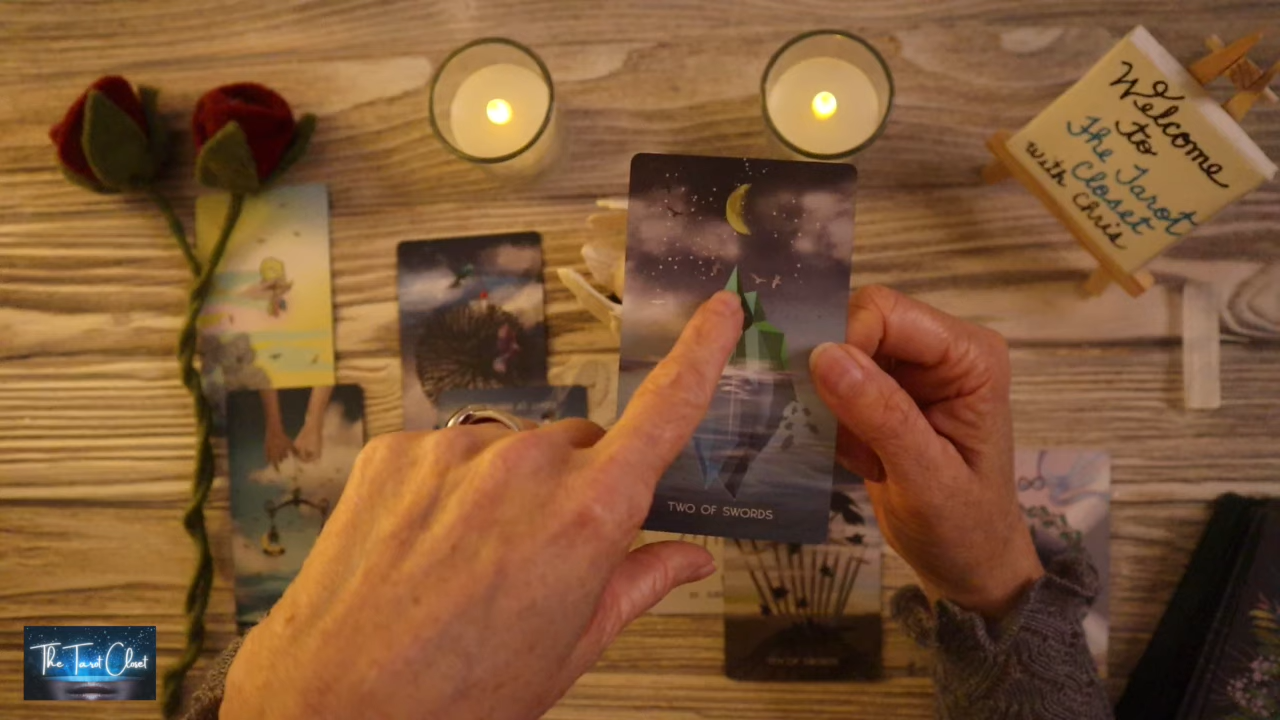 Welcome
to
The Tarot
Closet
with Chris
TWO OF SWORDS
The Tarot Closet